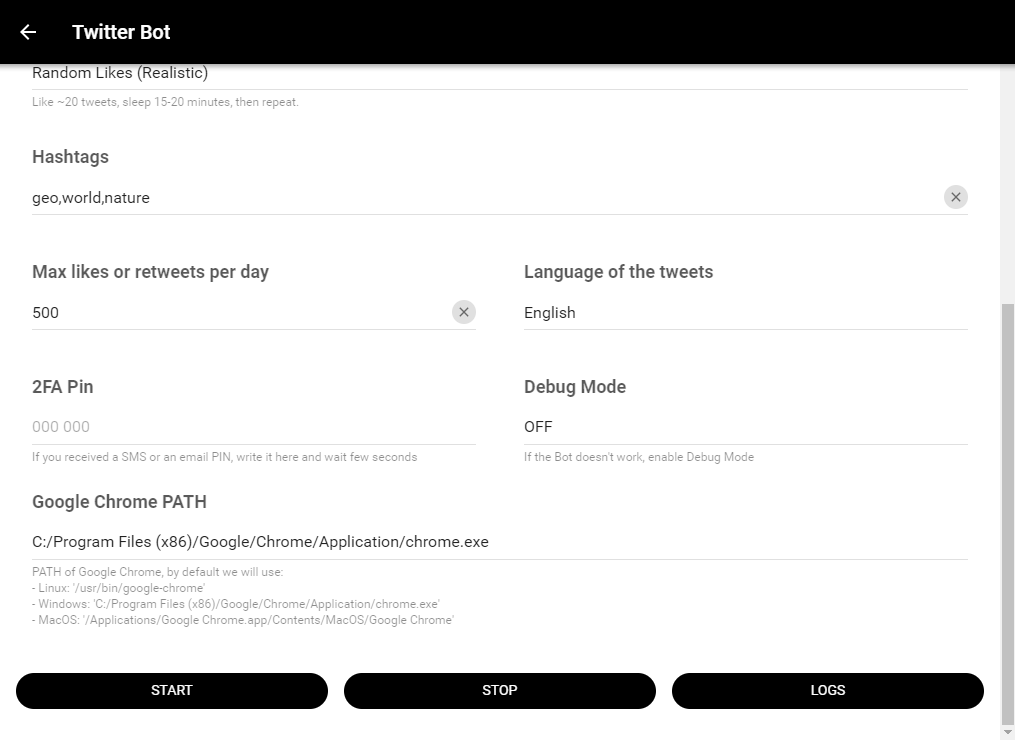 Twitter Bot
Random Likes (Realistic)
Like ~20 tweets, sleep 15-20 minutes, then repeat.
Hashtags
geo,world,nature
Max likes or retweets per day
Language of the tweets
500
English
2FA Pin
Debug Mode
000 000
OFF
If you received a SMS or an email PIN, write it here and wait few seconds
If the Bot doesn't work, enable Debug Mode
Google Chrome PATH
C:/Program Files (x86)/Google/Chrome/Application/chrome.exe
PATH of Google Chrome, by default we will use:
- Linux: '/usr/bin/google-chrome'
- Windows: 'C:/Program Files (x86)/Google/Chrome/Application/chrome.exe'
- MacOS: '/Applications/Google Chrome.app/Contents/MacOS/Google Chrome'
START
STOP
LOGS